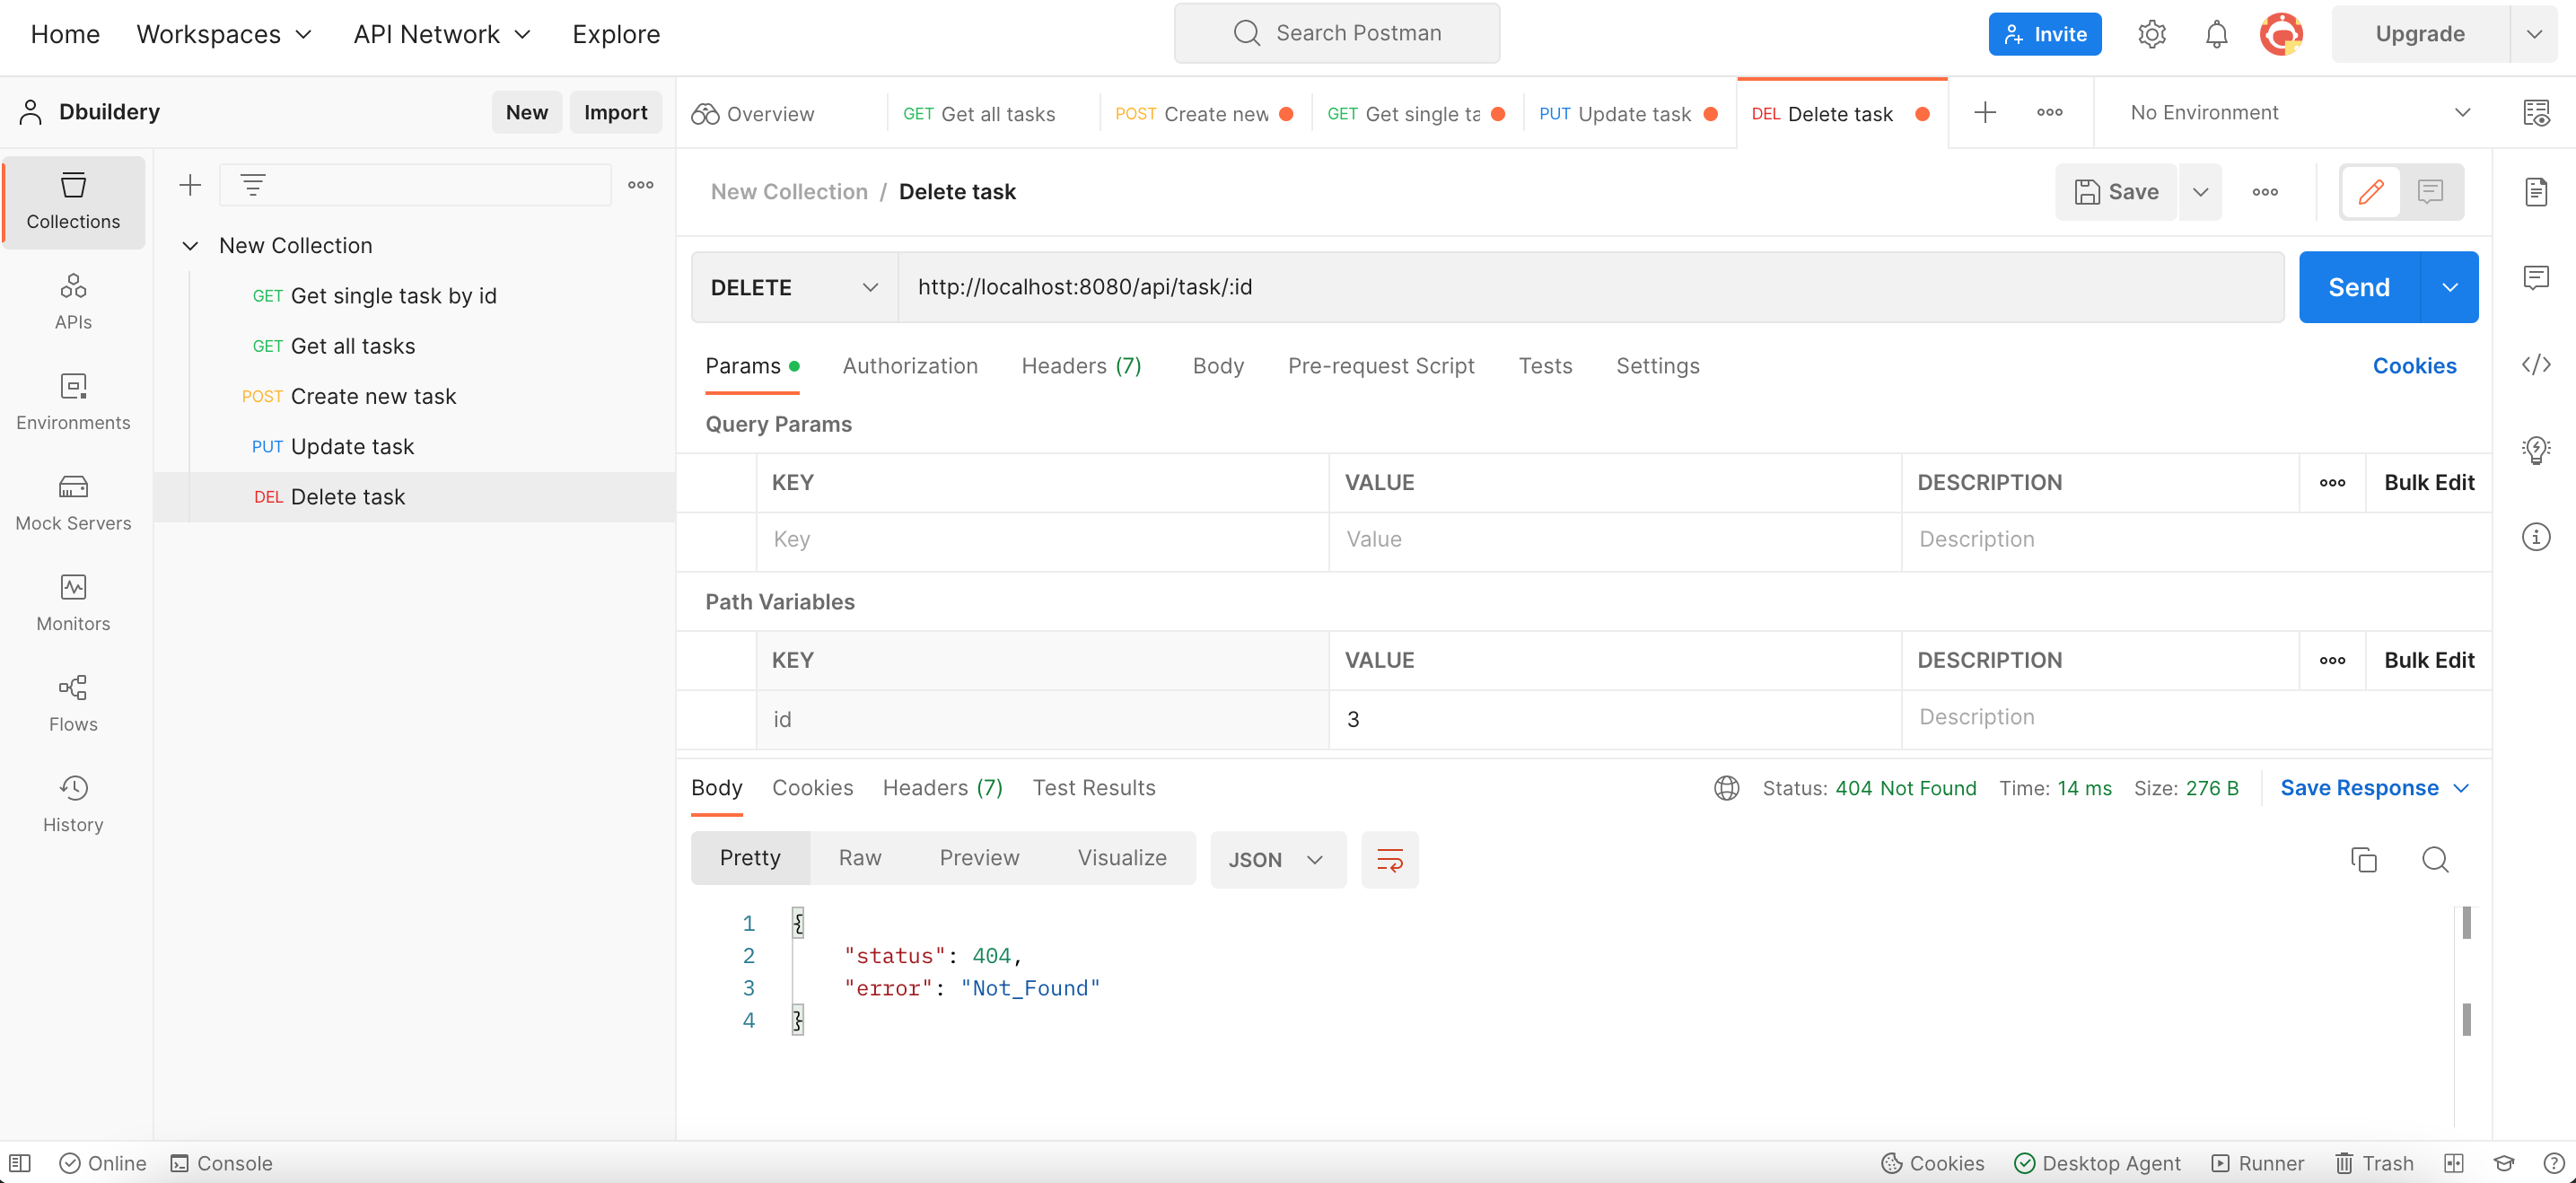 Home Workspaces API Network Explore Search Postman Invite Upgrade
Dbuildery New Import Overview GET Get all tasks POST Create new GET Get single ta PUT Update task DEL Delete task No Environment
Collections
New Collection / Delete task Save
New Collection
GET Get single task by id
GET Get all tasks
POST Create new task
PUT Update task
DEL Delete task
APIs
Environments
Mock Servers
Monitors
Flows
History
DELETE http://localhost:8080/api/task/:id Send
Params Authorization Headers (7) Body Pre-request Script Tests Settings Cookies
Query Params
KEY VALUE DESCRIPTION Bulk Edit
Key Value Description
Path Variables
KEY VALUE DESCRIPTION Bulk Edit
id 3 Description
Body Cookies Headers (7) Test Results Status: 404 Not Found Time: 14 ms Size: 276 B Save Response
Pretty Raw Preview Visualize JSON
1 {
2 "status": 404,
3 "error": "Not_Found"
4 }
Online Console Cookies Desktop Agent Runner Trash